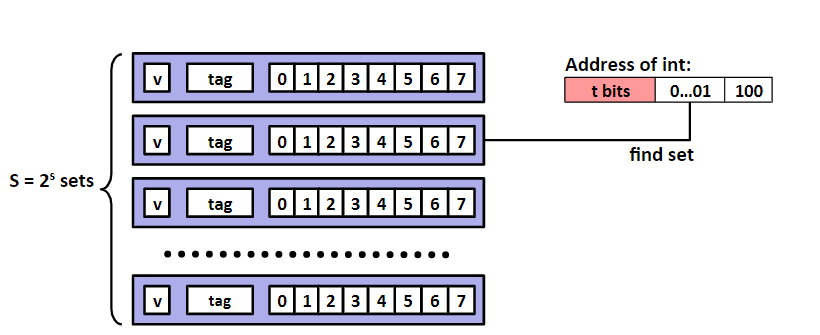 Address of int:
v tag 0 1 2 3 4 5 6 7
t bits 0...01 100
v tag 0 1 2 3 4 5 6 7
find set
S = 2ˢ sets
v tag 0 1 2 3 4 5 6 7
v tag 0 1 2 3 4 5 6 7